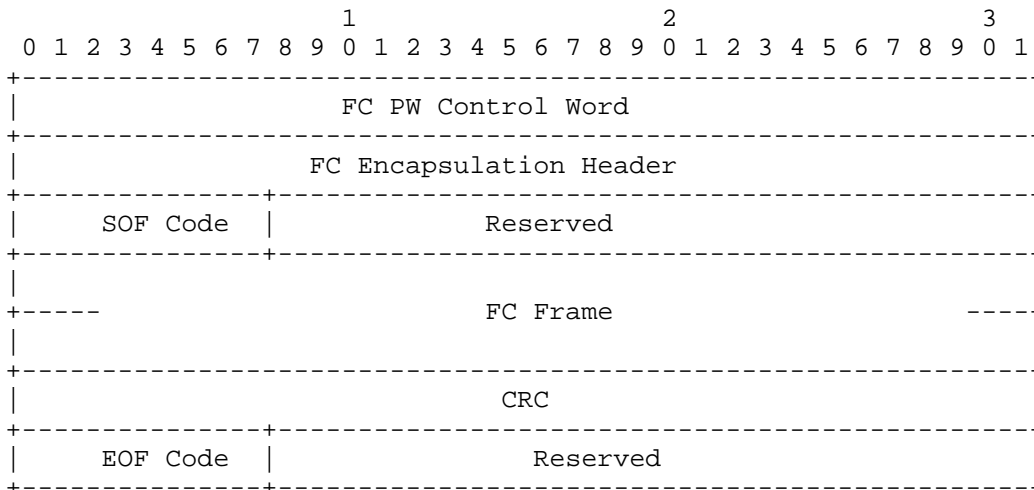 1                   2                   3
 0 1 2 3 4 5 6 7 8 9 0 1 2 3 4 5 6 7 8 9 0 1 2 3 4 5 6 7 8 9 0 1
+---------------------------------------------------------------
|                    FC PW Control Word
+---------------------------------------------------------------
|                  FC Encapsulation Header
+---------------+-----------------------------------------------
|     SOF Code  |             Reserved
+---------------+-----------------------------------------------
|
+-----                        FC Frame                      -----
|
+---------------------------------------------------------------
|                              CRC
+---------------+-----------------------------------------------
|     EOF Code  |                Reserved
+---------------+-----------------------------------------------